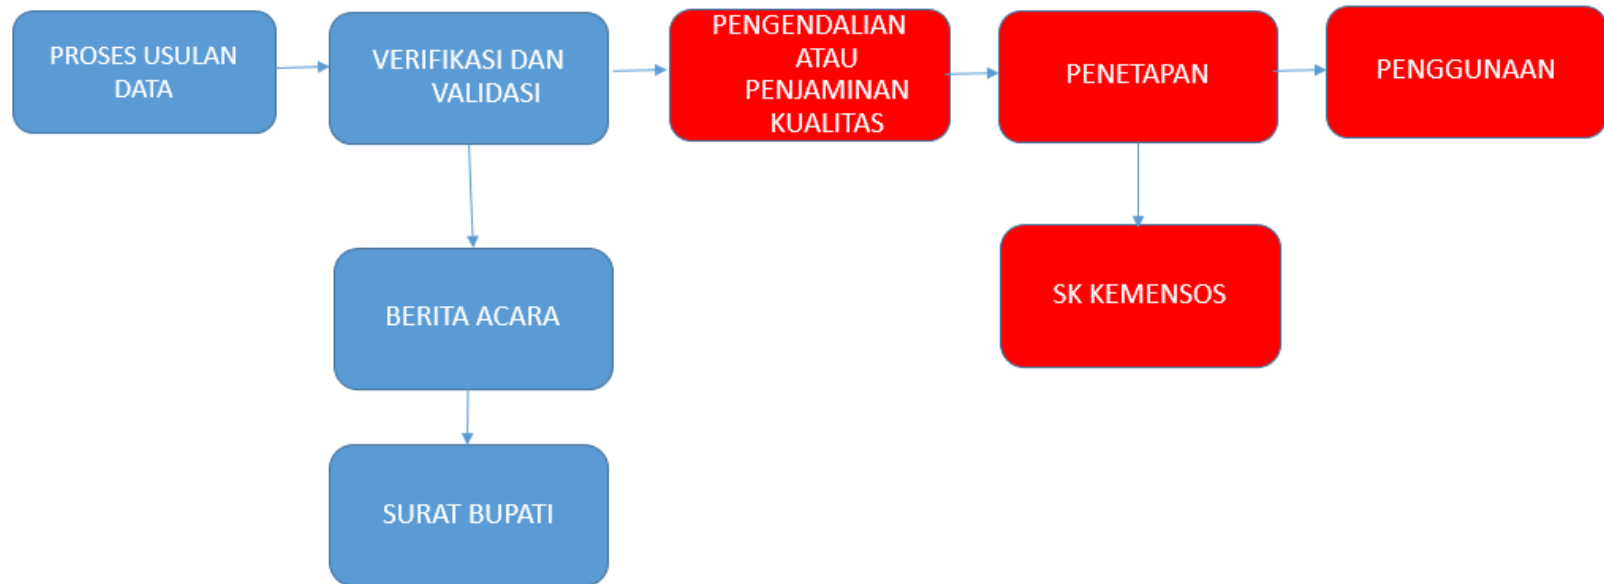 PROSES USULAN
DATA
VERIFIKASI DAN
VALIDASI
PENGENDALIAN
ATAU
PENJAMINAN
KUALITAS
PENETAPAN
PENGGUNAAN
BERITA ACARA
SK KEMENSOS
SURAT BUPATI